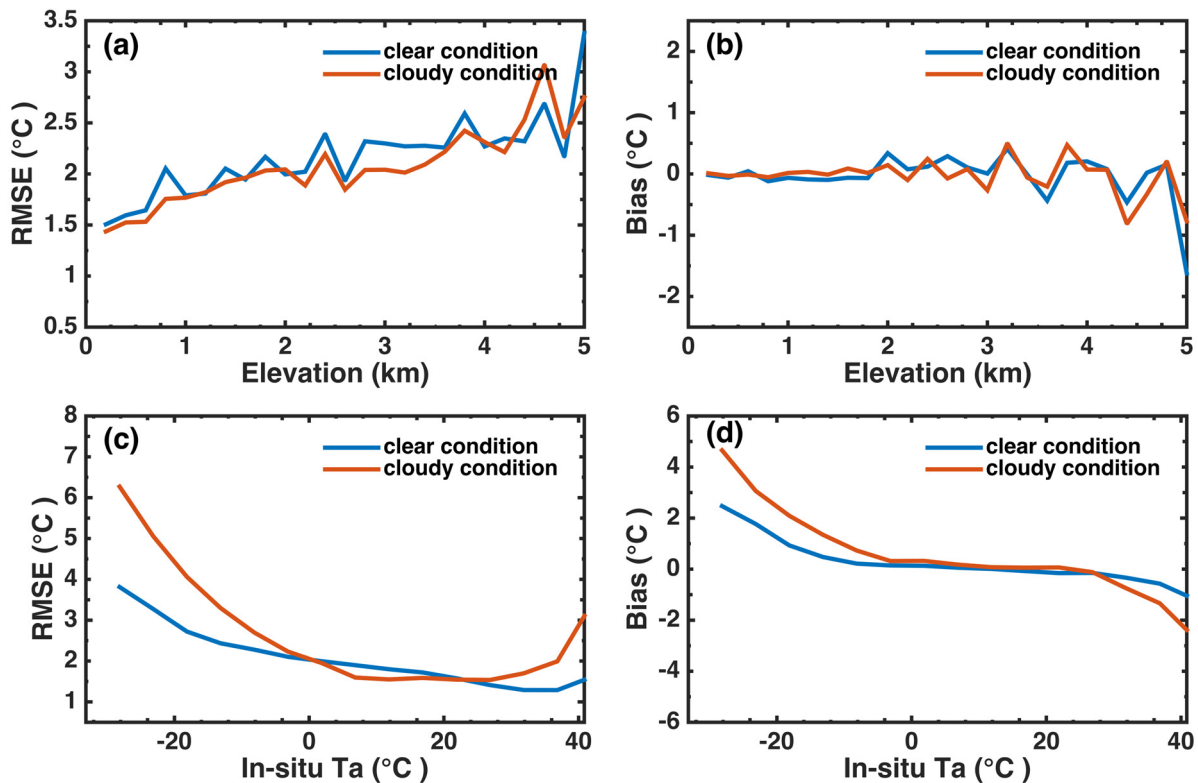 (a)
clear condition
cloudy condition
RMSE (°C )
3.5
3
2.5
2
1.5
1
0.5
0 1 2 3 4 5
Elevation (km)
(b)
clear condition
cloudy condition
Bias (°C )
2
1
0
-1
-2
0 1 2 3 4 5
Elevation (km)
(c)
clear condition
cloudy condition
RMSE (°C )
8
7
6
5
4
3
2
1
-20 0 20 40
In-situ Ta (°C )
(d)
clear condition
cloudy condition
Bias (°C )
6
4
2
0
-2
-4
-6
-20 0 20 40
In-situ Ta (°C )